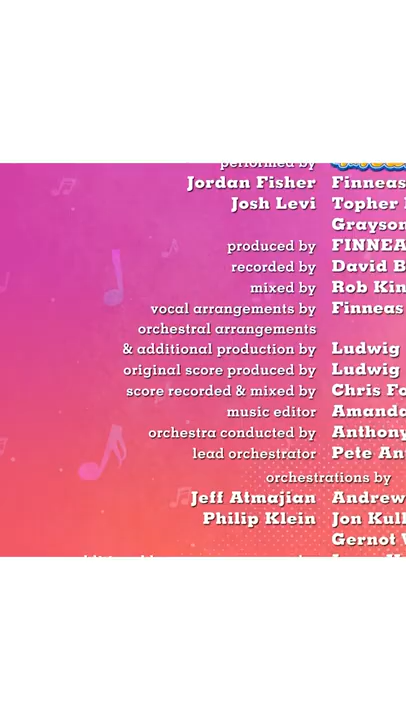 performed by
Jordan Fisher Finneas
Josh Levi Topher
Grayson
produced by FINNEA
recorded by David B
mixed by Rob Kin
vocal arrangements by Finneas
orchestral arrangements
& additional production by Ludwig
original score produced by Ludwig
score recorded & mixed by Chris Fo
music editor Amanda
orchestra conducted by Anthony
lead orchestrator Pete An
orchestrations by
Jeff Atmajian Andrew
Philip Klein Jon Kull
Gernot